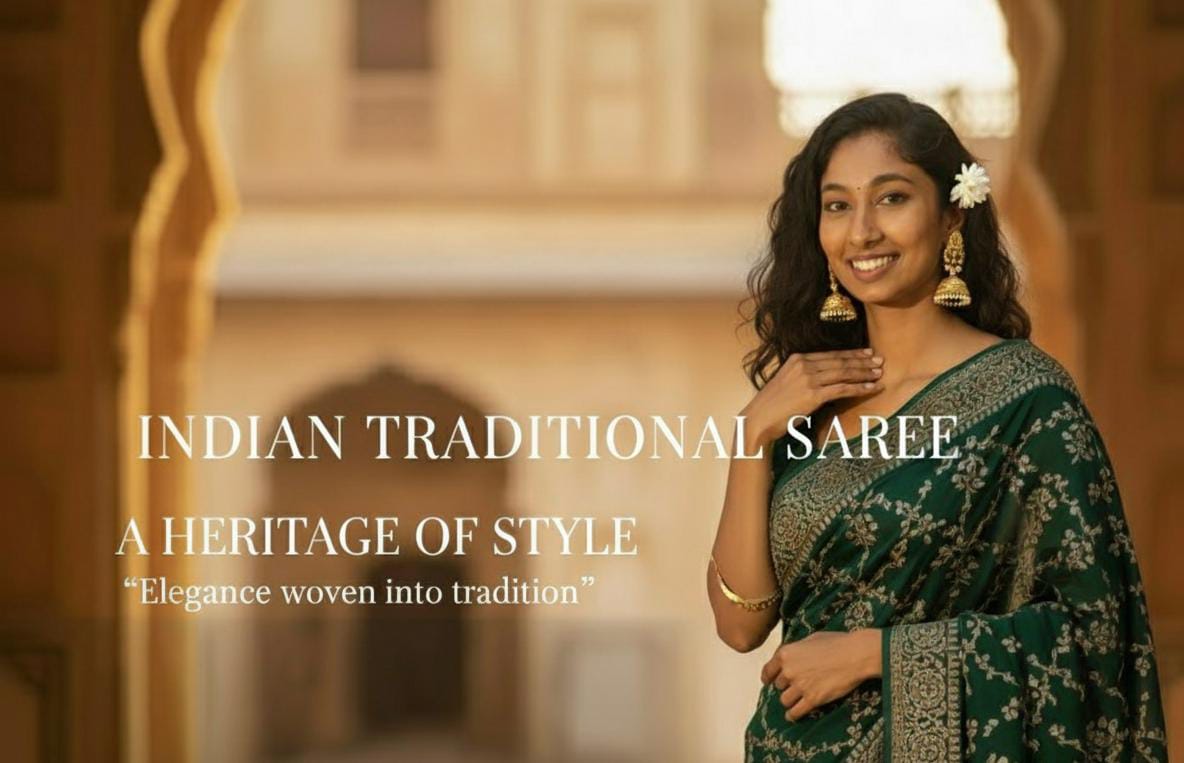 INDIAN TRADITIONAL SAREE
A HERITAGE OF STYLE
“Elegance woven into tradition”